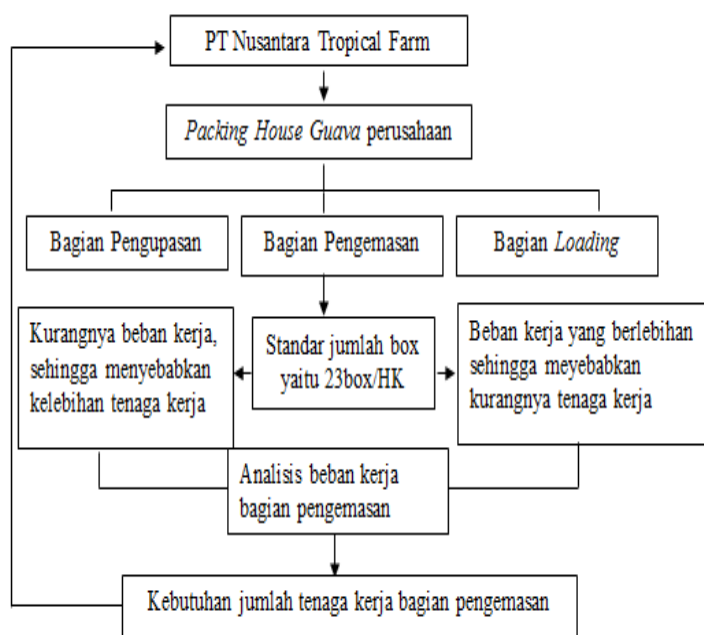 PT Nusantara Tropical Farm
Packing House Guava perusahaan
Bagian Pengupasan
Bagian Pengemasan
Bagian Loading
Kurangnya beban kerja,
sehingga menyebabkan
kelebihan tenaga kerja
Standar jumlah box
yaitu 23box/HK
Beban kerja yang berlebihan
sehingga meyebabkan
kurangnya tenaga kerja
Analisis beban kerja
bagian pengemasan
Kebutuhan jumlah tenaga kerja bagian pengemasan